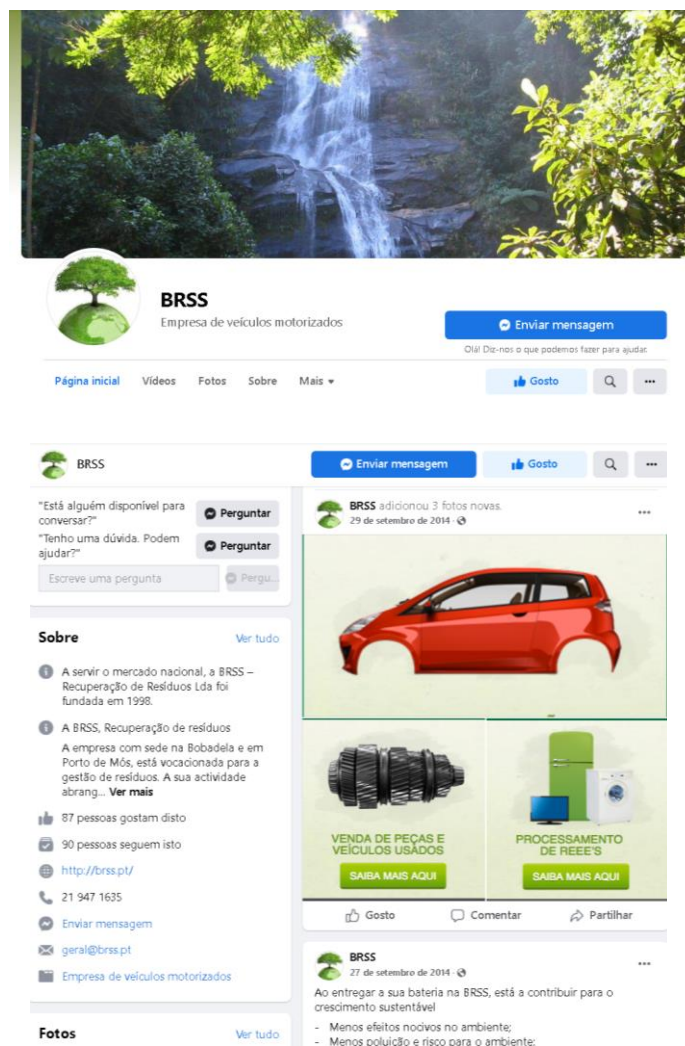 BRSS
Empresa de veículos motorizados
Enviar mensagem
Olá! Diz-nos o que podemos fazer para ajudar.
Página inicial
Vídeos
Fotos
Sobre
Mais
Gosto
BRSS
Enviar mensagem
Gosto
"Está alguém disponível para
conversar?"
Perguntar
"Tenho uma dúvida. Podem
ajudar?"
Perguntar
Escreve uma pergunta
Pergu...
Sobre
Ver tudo
A servir o mercado nacional, a BRSS –
Recuperação de Resíduos Lda foi
fundada em 1998.
A BRSS, Recuperação de resíduos
A empresa com sede na Bobadela e em
Porto de Mós, está vocacionada para a
gestão de resíduos. A sua actividade
abrang... Ver mais
87 pessoas gostam disto
90 pessoas seguem isto
http://brss.pt/
21 947 1635
Enviar mensagem
geral@brss.pt
Empresa de veículos motorizados
Fotos
Ver tudo
BRSS adicionou 3 fotos novas.
29 de setembro de 2014
VENDA DE PEÇAS E
VEÍCULOS USADOS
SAIBA MAIS AQUI
PROCESSAMENTO
DE REEE'S
SAIBA MAIS AQUI
Gosto
Comentar
Partilhar
BRSS
27 de setembro de 2014
Ao entregar a sua bateria na BRSS, está a contribuir para o
crescimento sustentável
- Menos efeitos nocivos no ambiente;
- Menos poluição e risco para o ambiente;